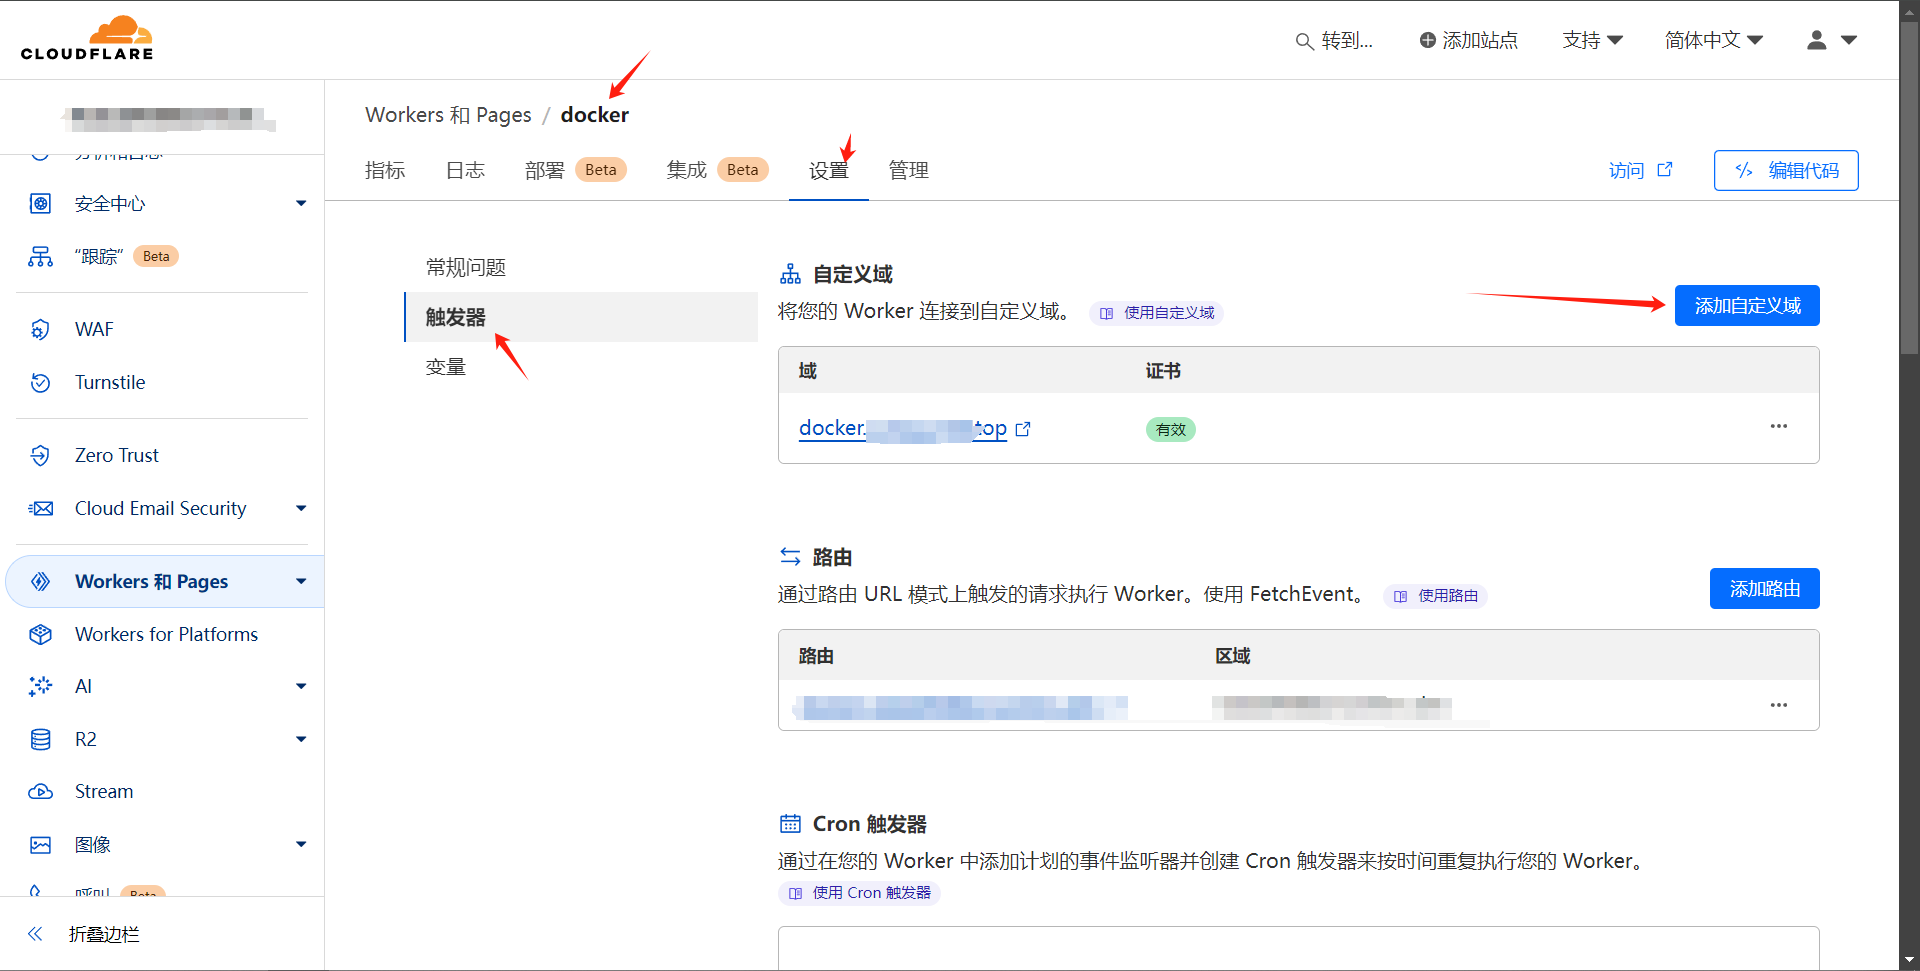 CLOUDFLARE
转到...
添加站点
支持
简体中文
安全中心
“跟踪” Beta
WAF
Turnstile
Zero Trust
Cloud Email Security
Workers 和 Pages
Workers for Platforms
AI
R2
Stream
图像
Beta
折叠边栏
Workers 和 Pages / docker
指标
日志
部署 Beta
集成 Beta
设置
管理
访问
编辑代码
常规问题
触发器
变量
自定义域
将您的 Worker 连接到自定义域。 使用自定义域
添加自定义域
域 证书
docker. top 有效
路由
通过路由 URL 模式上触发的请求执行 Worker。使用 FetchEvent。 使用路由
添加路由
路由 区域
Cron 触发器
通过在您的 Worker 中添加计划的事件监听器并创建 Cron 触发器来按时间重复执行您的 Worker。
使用 Cron 触发器